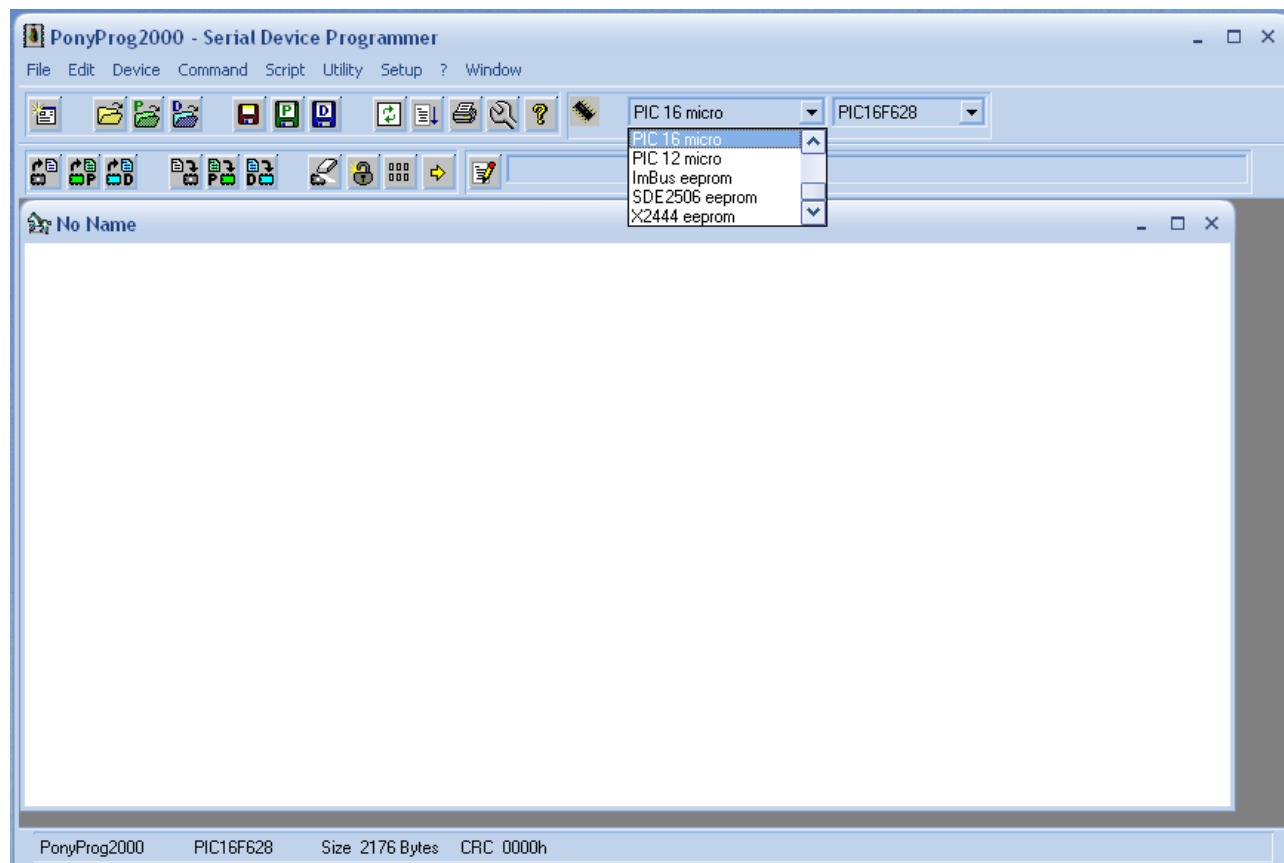 PonyProg2000 - Serial Device Programmer
File Edit Device Command Script Utility Setup ? Window
P D P D PIC 16 micro PIC16F628
PIC 16 micro
PIC 12 micro
ImBus eeprom
SDE2506 eeprom
X2444 eeprom
P D P D
No Name
PonyProg2000 PIC16F628 Size 2176 Bytes CRC 0000h